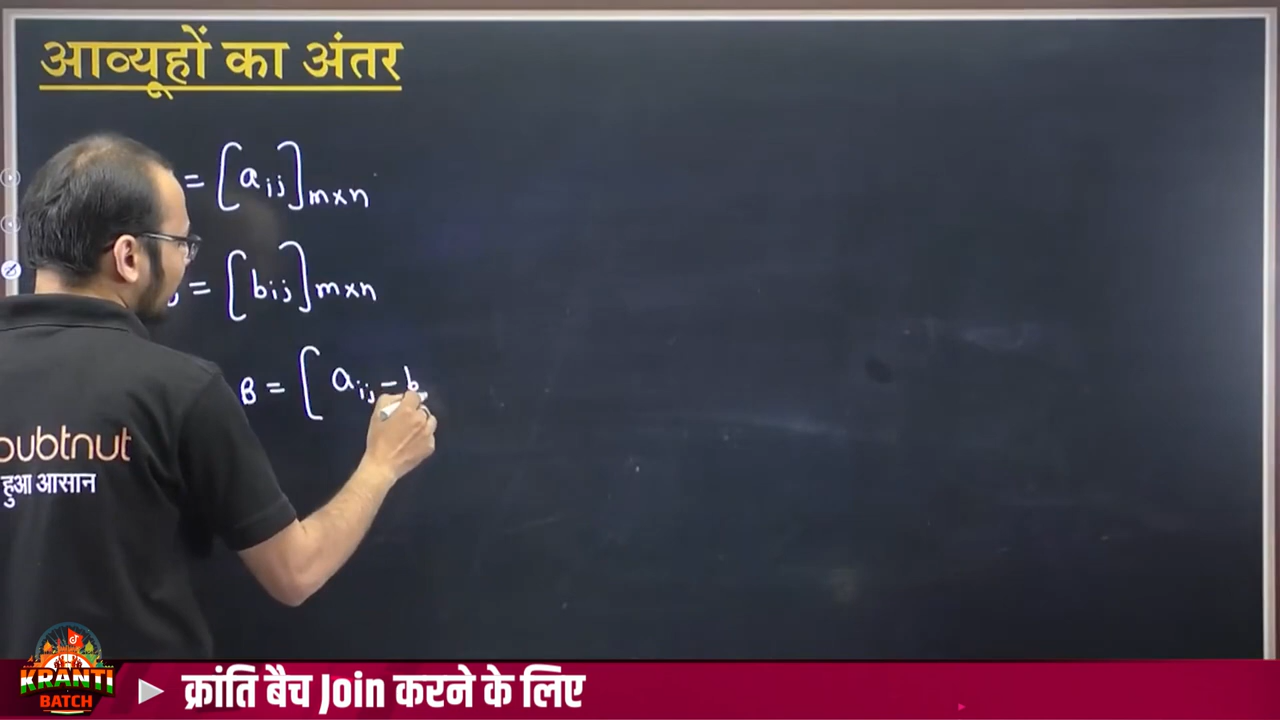 आव्यूहों का अंतर
= [aij]m×n
= [bij]m×n
B = [ aij - b
oubtnut
हुआ आसान
KRANTI
BATCH
क्रांति बैच Join करने के लिए